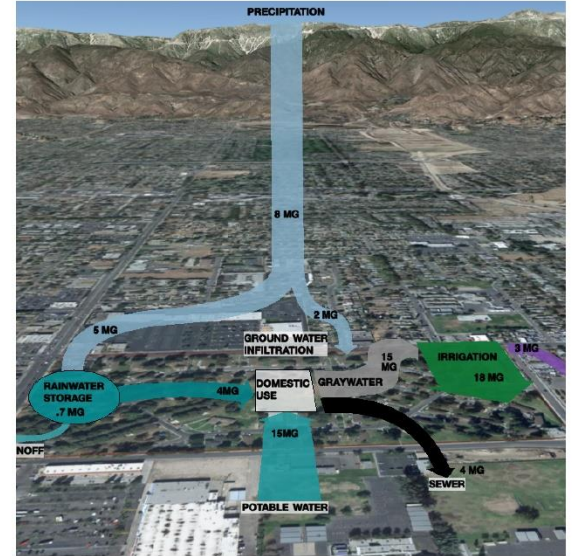 PRECIPITATION
8 MG
5 MG
2 MG
GROUND WATER
INFILTRATION
15
MG
IRRIGATION
3 MG
18 MG
RAINWATER
STORAGE
.7 MG
4MG
DOMESTIC
USE
GRAYWATER
15MG
NOFF
4 MG
SEWER
POTABLE WATER